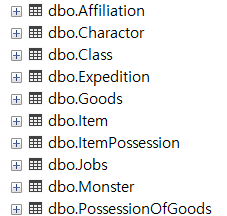 dbo.Affiliation
dbo.Charactor
dbo.Class
dbo.Expedition
dbo.Goods
dbo.Item
dbo.ItemPossession
dbo.Jobs
dbo.Monster
dbo.PossessionOfGoods